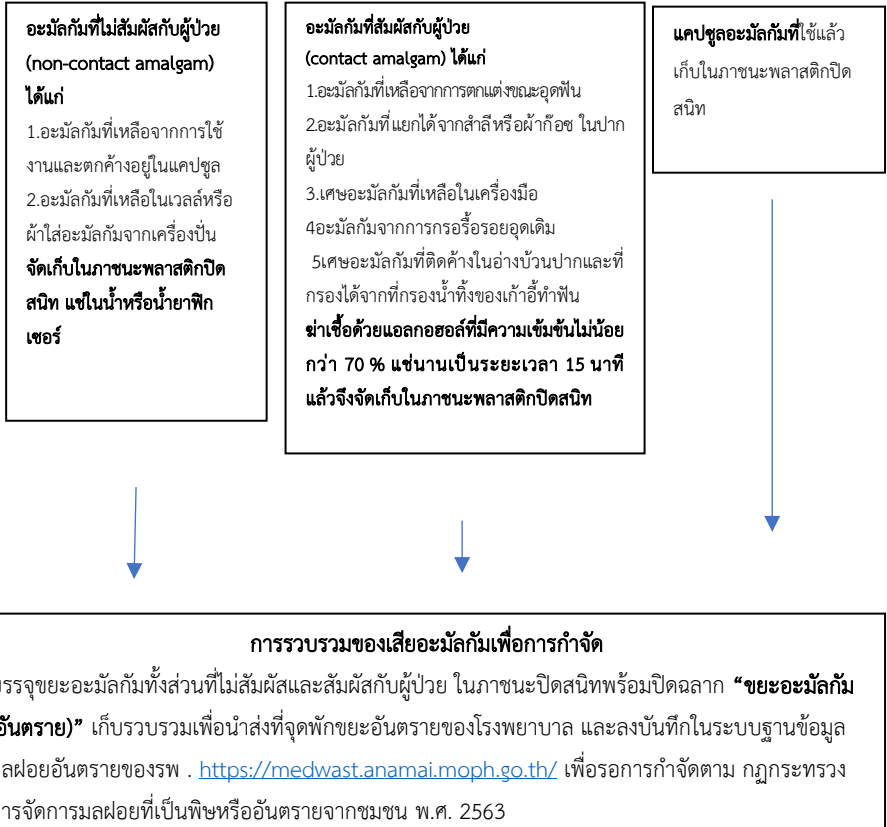 อะมัลกัมที่ไม่สัมผัสกับผู้ป่วย
(non-contact amalgam)
ได้แก่
1.อะมัลกัมที่เหลือจากการใช้
งานและตกค้างอยู่ในแคปซูล
2.อะมัลกัมที่เหลือในเวลล์หรือ
ผ้าใส่อะมัลกัมจากเครื่องปั่น
จัดเก็บในภาชนะพลาสติกปิด
สนิท แช่ในน้ำหรือน้ำยาฟิก
เซอร์
อะมัลกัมที่สัมผัสกับผู้ป่วย
(contact amalgam) ได้แก่
1.อะมัลกัมที่เหลือจากการตกแต่งขณะอุดฟัน
2อะมัลกัมที่แยกได้จากสำลีหรือผ้าก๊อซ ในปาก
ผู้ป่วย
3.เศษอะมัลกัมที่เหลือในเครื่องมือ
4อะมัลกัมจากการกรอรื้อรอยอุดเดิม
5เศษอะมัลกัมที่ติดค้างในอ่างบ้วนปากและที่
กรองได้จากที่กรองน้ำทิ้งของเก้าอี้ทำฟัน
ฆ่าเชื้อด้วยแอลกอฮอล์ที่มีความเข้มข้นไม่น้อย
กว่า 70 % แช่นานเป็นระยะเวลา 15 นาที
แล้วจึงจัดเก็บในภาชนะพลาสติกปิดสนิท
แคปซูลอะมัลกัมที่ใช้แล้ว
เก็บในภาชนะพลาสติกปิด
สนิท
การรวบรวมของเสียอะมัลกัมเพื่อการกำจัด
บรรจุขยะอะมัลกัมทั้งส่วนที่ไม่สัมผัสและสัมผัสกับผู้ป่วย ในภาชนะปิดสนิทพร้อมปิดฉลาก “ขยะอะมัลกัม
อันตราย)” เก็บรวบรวมเพื่อนำส่งที่จุดพักขยะอันตรายของโรงพยาบาล และลงบันทึกในระบบฐานข้อมูล
ลฝอยอันตรายของรพ . https://medwast.anamai.moph.go.th/ เพื่อรอการกำจัดตาม กฎกระทรวง
การจัดการมลฝอยที่เป็นพิษหรืออันตรายจากชุมชน พ.ศ. 2563